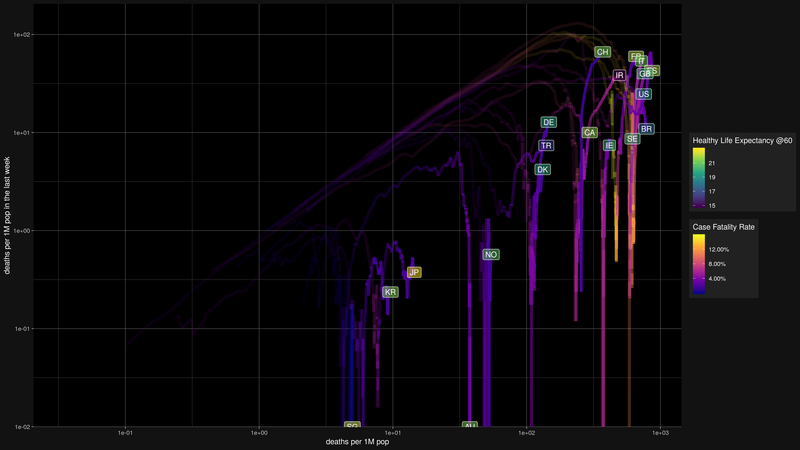 1e+02
1e+01
1e+00
1e-01
1e-02
deaths per 1M pop in the last week
CH
FR
IT
GB
ES
IR
US
DE
BR
CA
SE
TR
IE
DK
NO
JP
KR
SG
AU
1e-01
1e+00
1e+01
1e+02
1e+03
deaths per 1M pop
Healthy Life Expectancy @60
21
19
17
15
Case Fatality Rate
12.00%
8.00%
4.00%